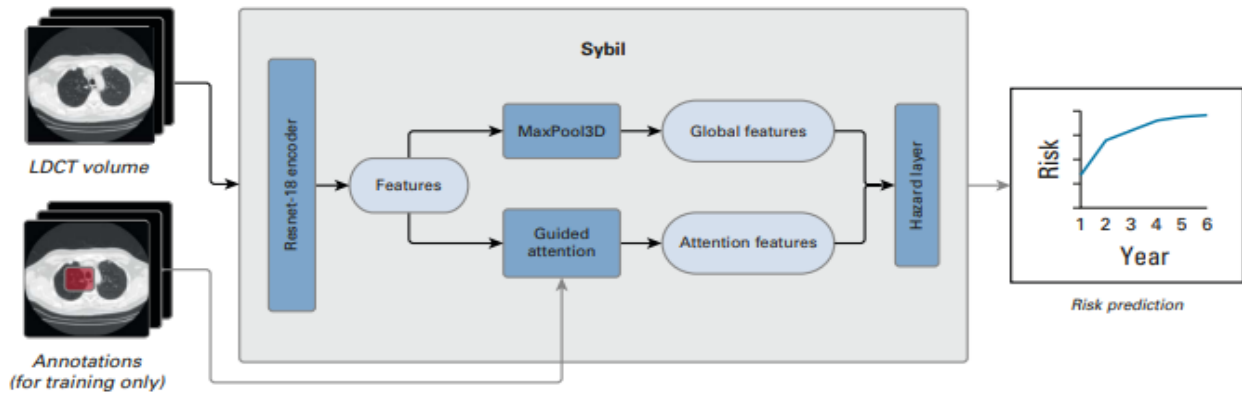 Sybil
LDCT volume
Resnet-18 encoder
Features
MaxPool3D
Global features
Guided
attention
Attention features
Hazard layer
Annotations
(for training only)
Risk
1 2 3 4 5 6
Year
Risk prediction